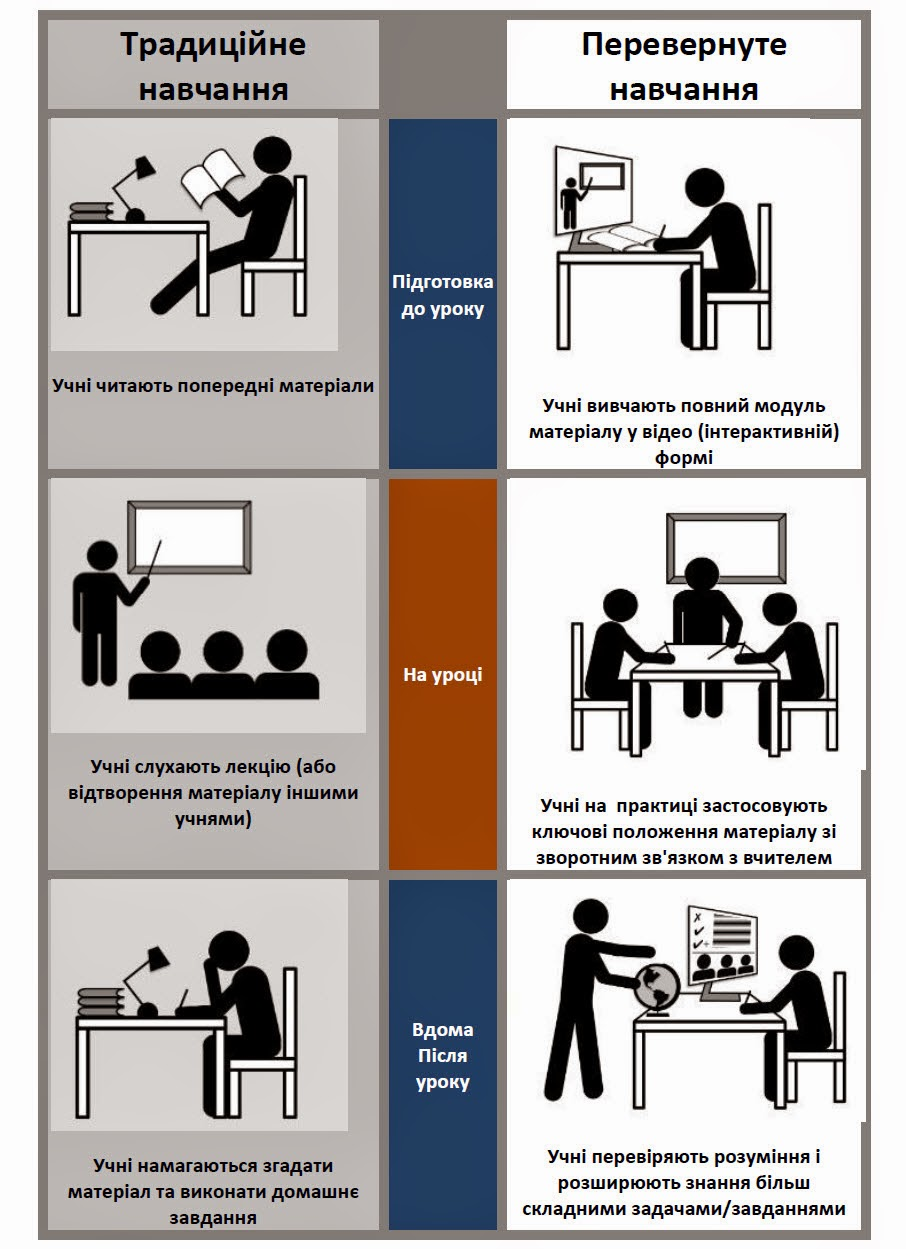 Традиційне
навчання
Перевернуте
навчання
Учні читають попередні матеріали
Підготовка
до уроку
Учні вивчають повний модуль
матеріалу у відео (інтерактивній)
формі
Учні слухають лекцію (або
відтворення матеріалу іншими
учнями)
На уроці
Учні на практиці застосовують
ключові положення матеріалу зі
зворотним зв'язком з вчителем
Учні намагаються згадати
матеріал та виконати домашнє
завдання
Вдома
Після
уроку
Учні перевіряють розуміння і
розширюють знання більш
складними задачами/завданнями